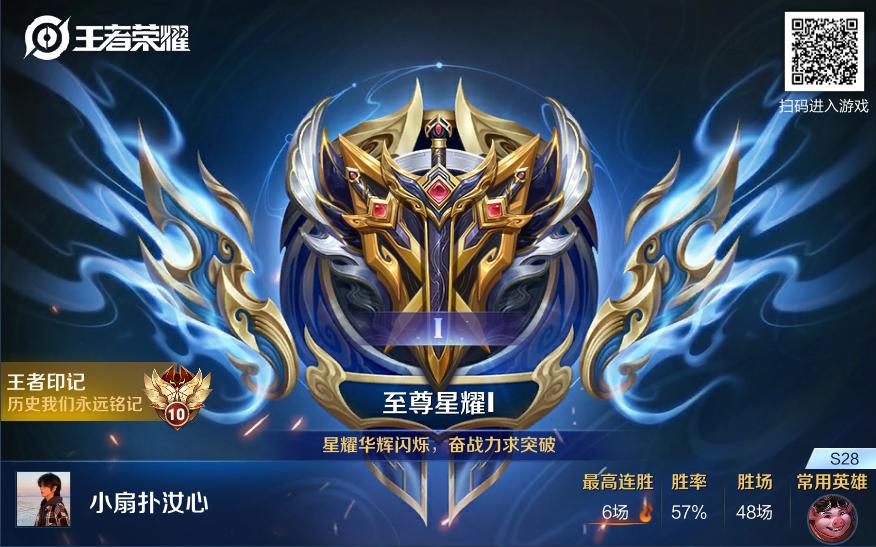 王者荣耀
扫码进入游戏
I
王者印记
历史我们永远铭记
10
至尊星耀I
星耀华辉闪烁，奋战力求突破
S28
小扇扑汝心
最高连胜 胜率 胜场 常用英雄
6场 57% 48场